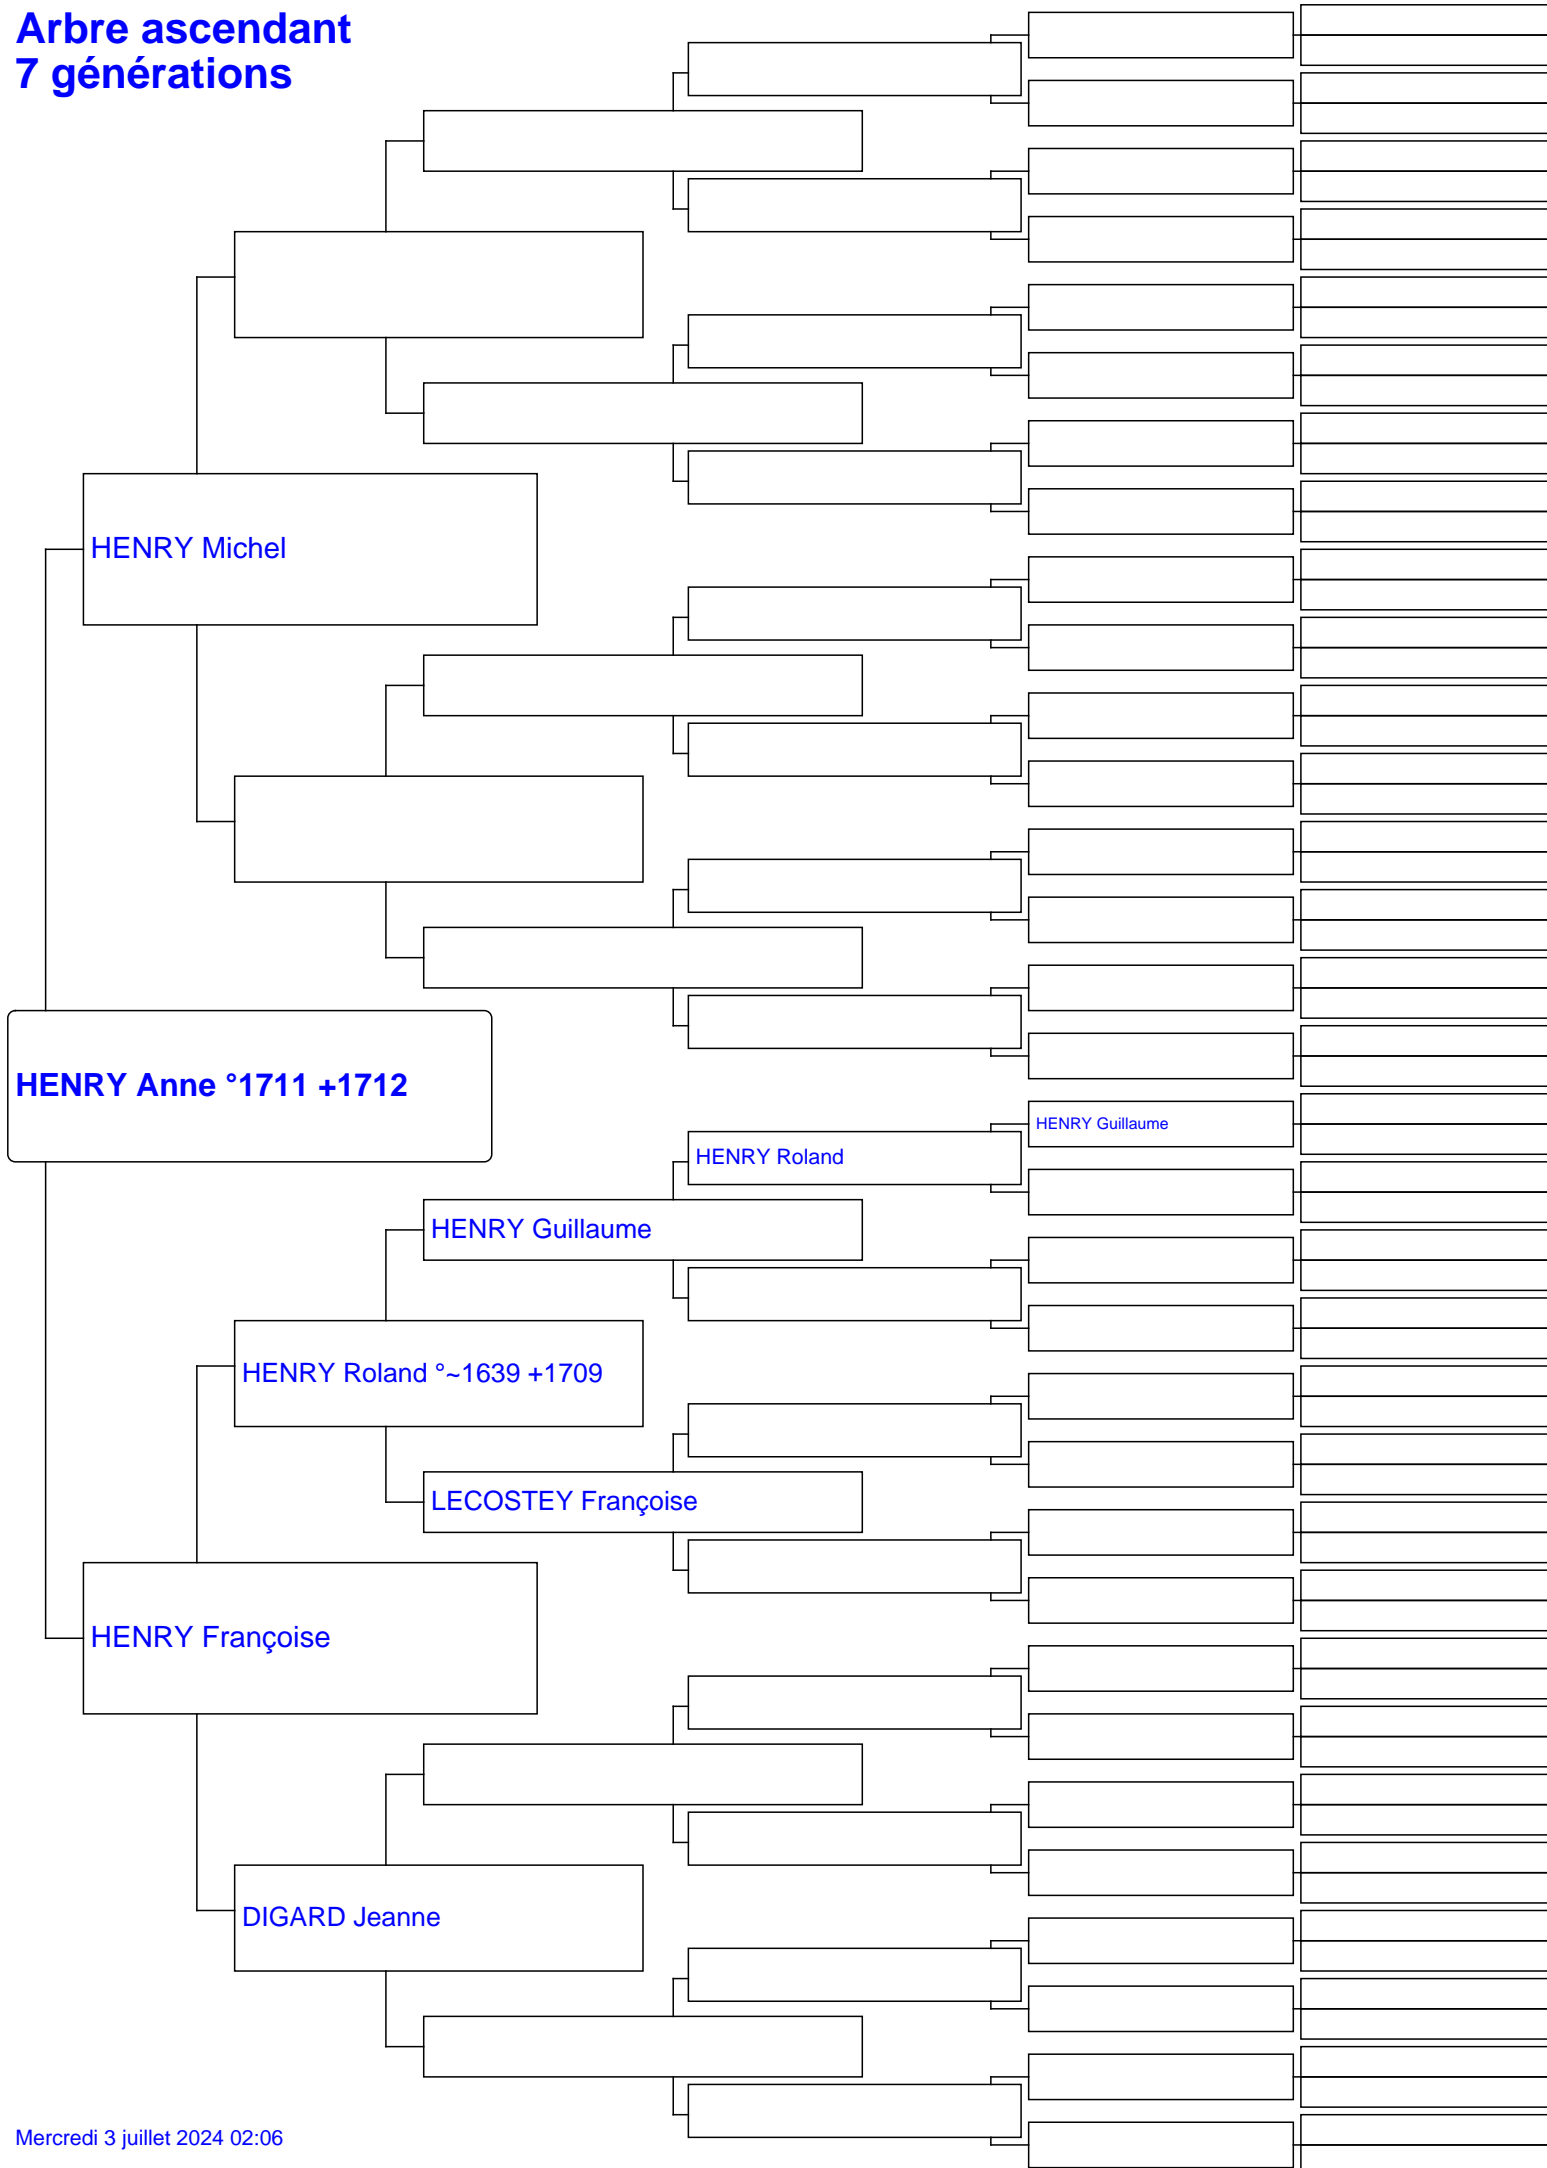 Arbre ascendant
7 générations
HENRY Michel
HENRY Anne °1711 +1712
HENRY Guillaume
HENRY Roland
HENRY Guillaume
HENRY Roland °~1639 +1709
LECOSTEY Françoise
HENRY Françoise
DIGARD Jeanne
Mercredi 3 juillet 2024 02:06